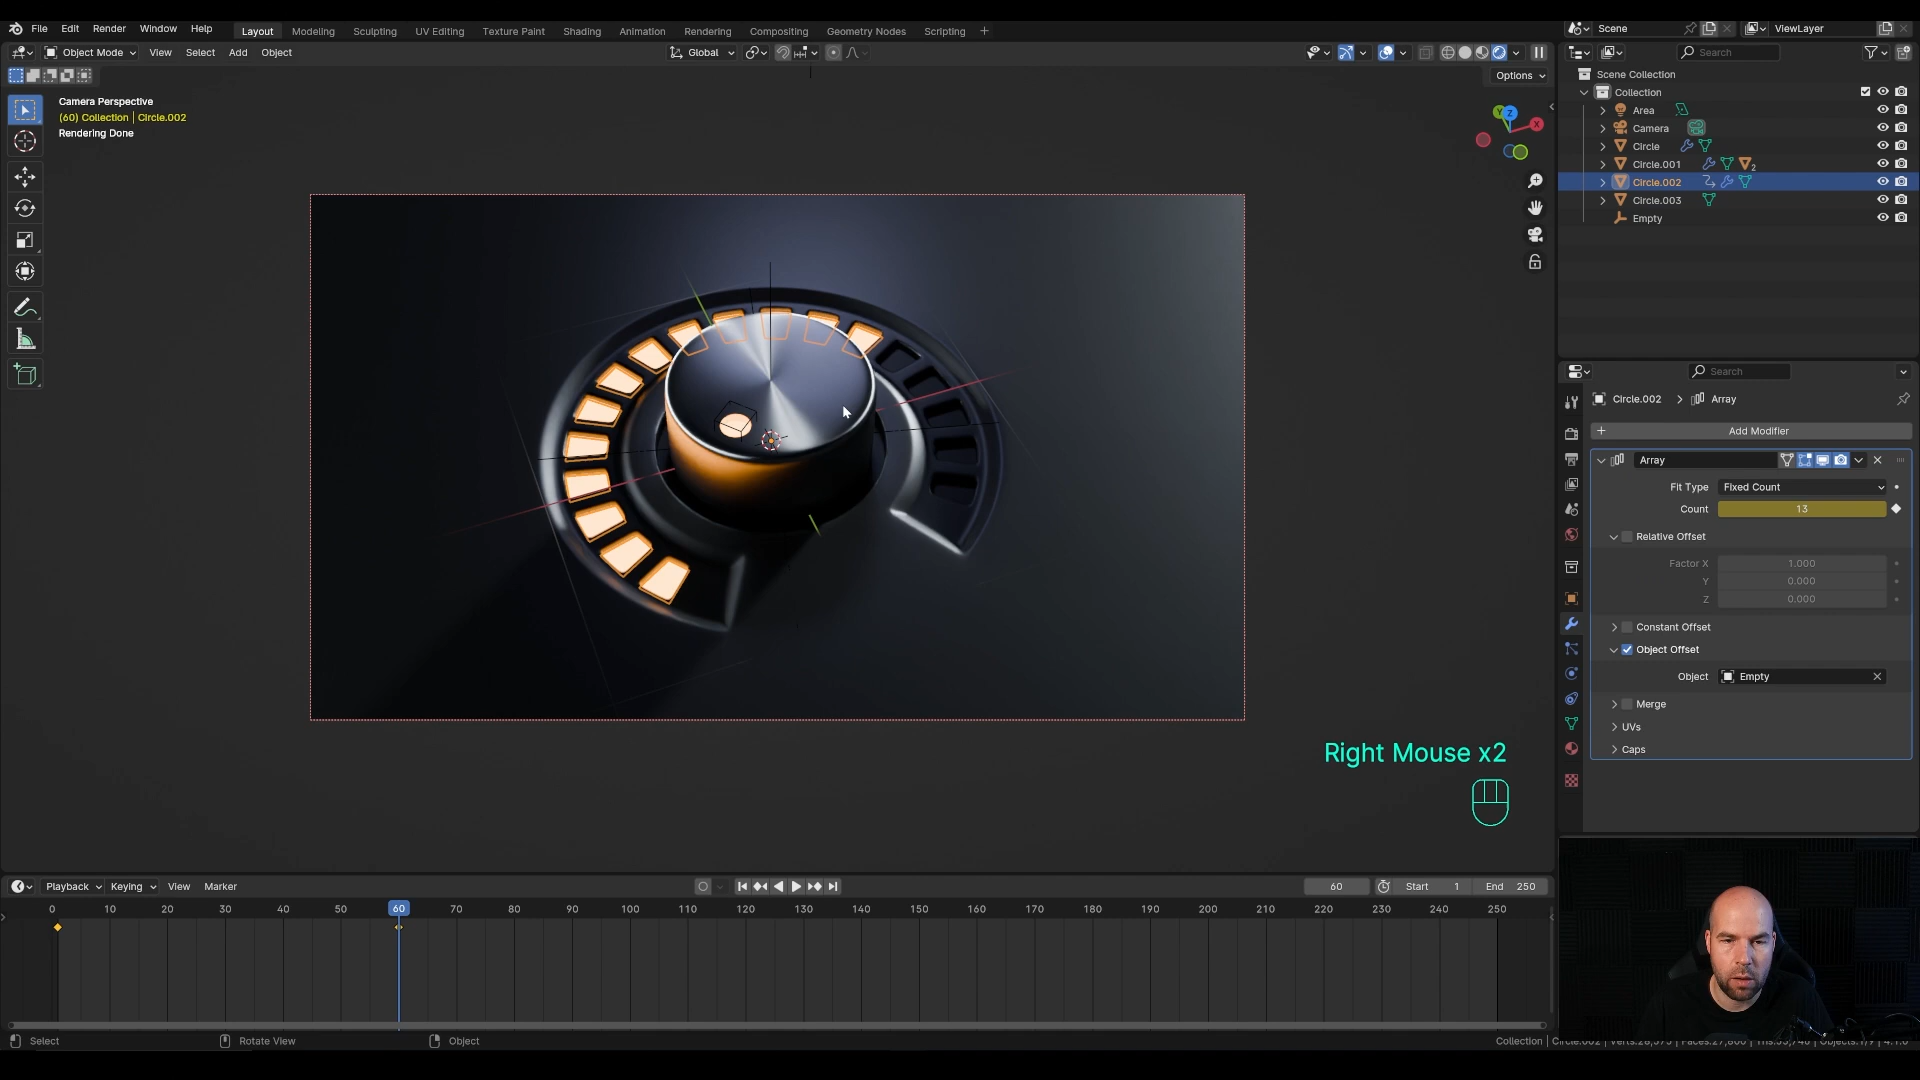 File Edit Render Window Help Layout Modeling Sculpting UV Editing Texture Paint Shading Animation Rendering Compositing Geometry Nodes Scripting + Scene ViewLayer
Object Mode View Select Add Object Global Search
Options
Camera Perspective
(60) Collection | Circle.002
Rendering Done
Z
Y
X
Scene Collection
Collection
Area
Camera
Circle
Circle.001 2
Circle.002
Circle.003
Empty
Search
Circle.002 > Array
+ Add Modifier
Array
Fit Type Fixed Count
Count 13
Relative Offset
Factor X 1.000
Y 0.000
Z 0.000
Constant Offset
Object Offset
Object Empty
Merge
UVs
Caps
Right Mouse x2
Playback Keying View Marker 60 Start 1 End 250
0 10 20 30 40 50 60 70 80 90 100 110 120 130 140 150 160 170 180 190 200 210 220 230 240 250
Select Rotate View Object Collection |